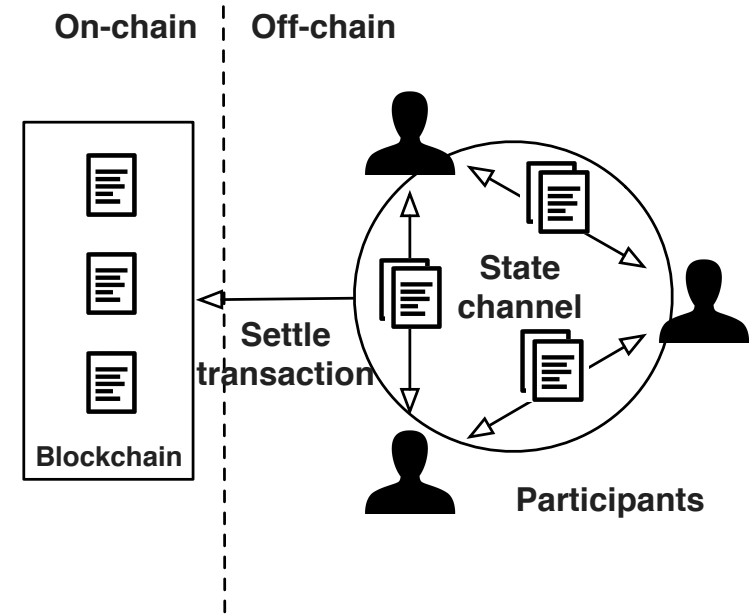 On-chain
Off-chain
State
channel
Settle
transaction
Blockchain
Participants